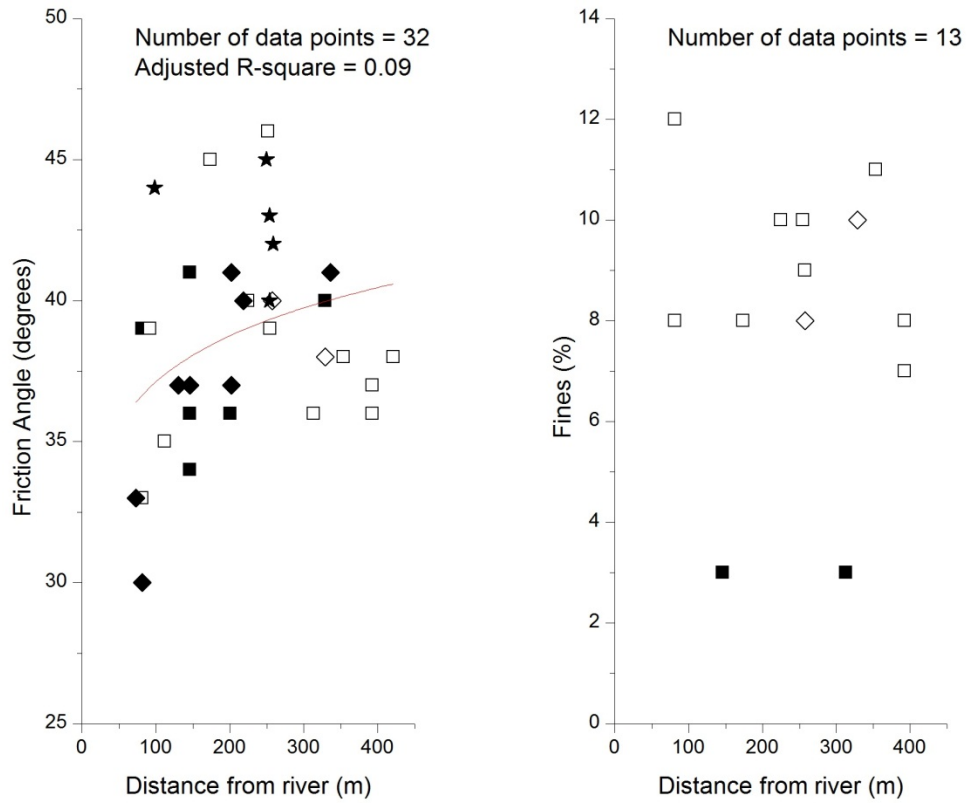 Number of data points = 32
Adjusted R-square = 0.09
50
45
40
35
30
25
Friction Angle (degrees)
0 100 200 300 400
Distance from river (m)
Number of data points = 13
14
12
10
8
6
4
2
0
Fines (%)
0 100 200 300 400
Distance from river (m)